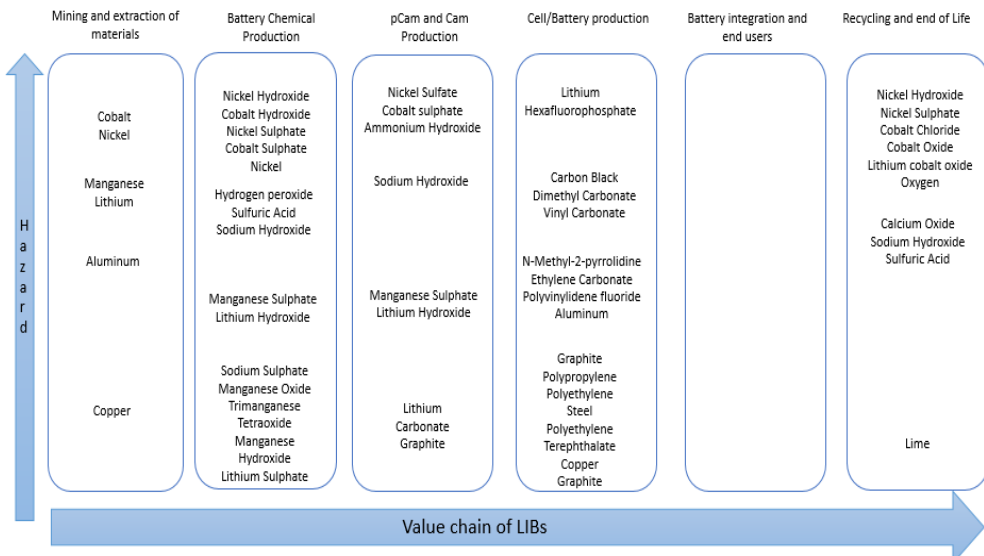 Mining and extraction of
materials
Battery Chemical
Production
pCam and Cam
Production
Cell/Battery production
Battery integration and
end users
Recycling and end of Life
Hazard
Cobalt
Nickel
Manganese
Lithium
Aluminum
Copper
Nickel Hydroxide
Cobalt Hydroxide
Nickel Sulphate
Cobalt Sulphate
Nickel
Hydrogen peroxide
Sulfuric Acid
Sodium Hydroxide
Manganese Sulphate
Lithium Hydroxide
Sodium Sulphate
Manganese Oxide
Trimanganese
Tetraoxide
Manganese
Hydroxide
Lithium Sulphate
Nickel Sulfate
Cobalt sulphate
Ammonium Hydroxide
Sodium Hydroxide
Manganese Sulphate
Lithium Hydroxide
Lithium
Carbonate
Graphite
Lithium
Hexafluorophosphate
Carbon Black
Dimethyl Carbonate
Vinyl Carbonate
N-Methyl-2-pyrrolidine
Ethylene Carbonate
Polyvinylidene fluoride
Aluminum
Graphite
Polypropylene
Polyethylene
Steel
Polyethylene
Terephthalate
Copper
Graphite
Nickel Hydroxide
Nickel Sulphate
Cobalt Chloride
Cobalt Oxide
Lithium cobalt oxide
Oxygen
Calcium Oxide
Sodium Hydroxide
Sulfuric Acid
Lime
Value chain of LIBs